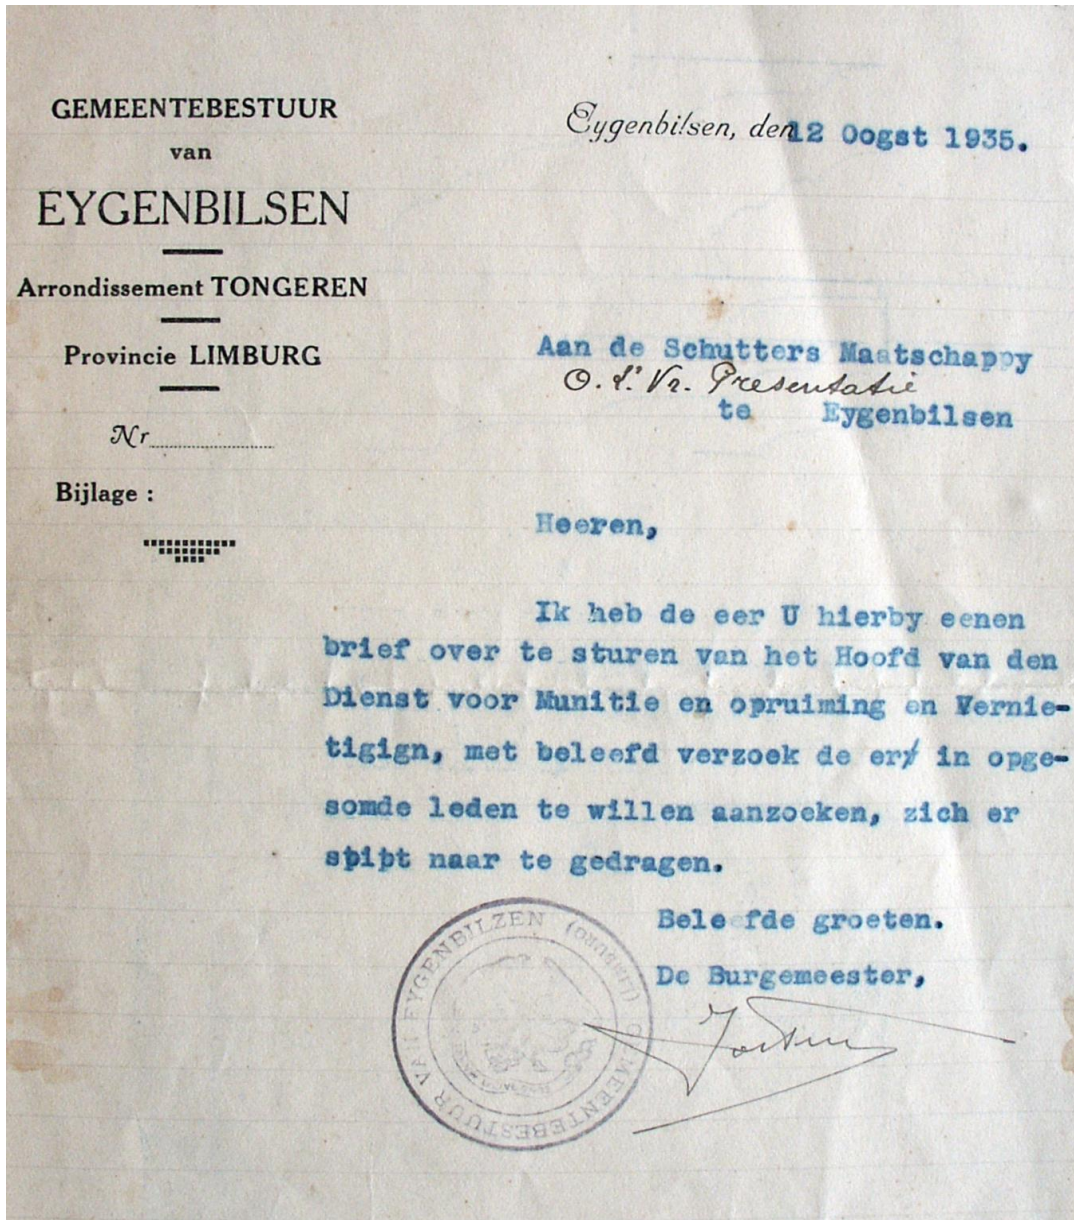 GEMEENTEBESTUUR
van
EYGENBILSEN
Arrondissement TONGEREN
Provincie LIMBURG
Nr
Bijlage :
Eygenbilsen, den 12 Oogst 1935.
Aan de Schutters Maatschappy
O. L. Vr. Presentatie
te Eygenbilsen
Heeren,
Ik heb de eer U hierby eenen
brief over te sturen van het Hoofd van den
Dienst voor Munitie en opruiming en Vernie-
tigign, met beleefd verzoek de er in opge-
somde leden te willen aanzoeken, zich er
stipt naar te gedragen.
Beleefde groeten.
De Burgemeester,
GEMEENTEBESTUUR VAN EYGENBILZEN (LIMBURG)